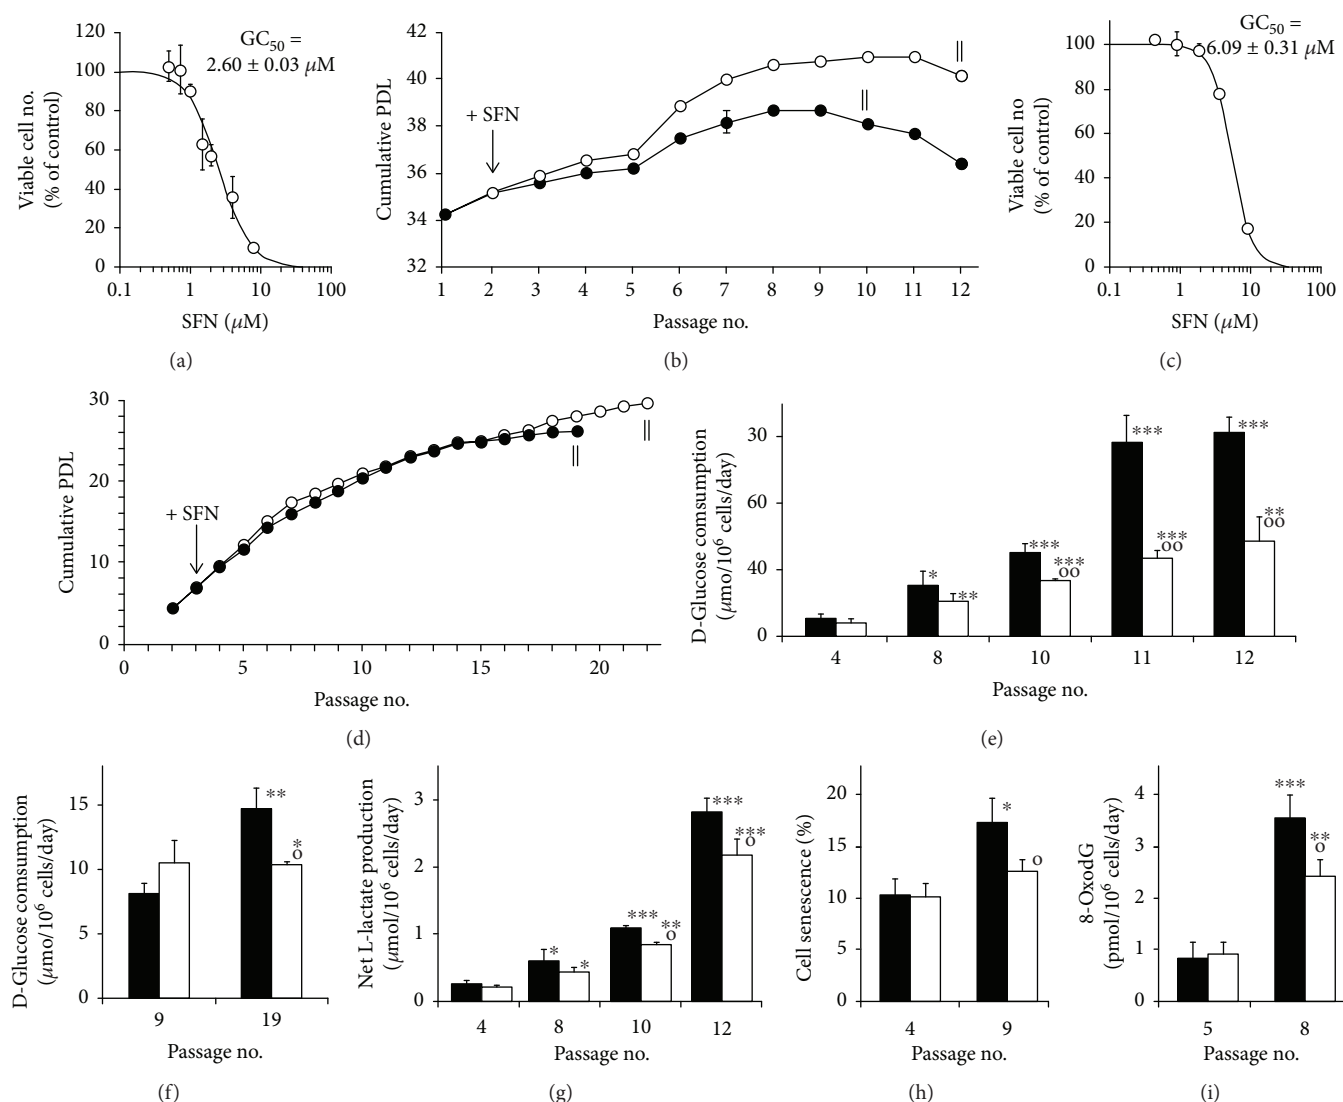 120
100
80
60
40
20
0
0.1
1
10
100
GC50 =
2.60 ± 0.03 μM
Viable cell no.
(% of control)
SFN (μM)
(a)
42
40
38
36
34
32
1
2
3
4
5
6
7
8
9
10
11
12
+ SFN
Cumulative PDL
Passage no.
(b)
100
80
60
40
20
0
0.1
1
10
100
GC50 =
6.09 ± 0.31 μM
Viable cell no
(% of control)
SFN (μM)
(c)
30
20
10
0
0
5
10
15
20
+ SFN
Cumulative PDL
Passage no.
(d)
30
60
40
0
4
8
10
11
12
*
**
***
***
oo
***
***
oo
***
**
oo
D-Glucose comsumption
(μmo/10⁶ cells/day)
Passage no.
(e)
15
10
5
0
9
19
**
*
o
D-Glucose comsumption
(μmo/10⁶ cells/day)
Passage no.
(f)
3
2
1
0
4
8
10
12
*
*
***
**
o
***
***
o
Net L-lactate production
(μmol/10⁶ cells/day)
Passage no.
(g)
20
15
10
5
0
4
9
*
o
Cell senescence (%)
Passage no.
(h)
4
3
2
1
0
5
8
***
**
o
8-OxodG
(pmol/10⁶ cells/day)
Passage no.
(i)